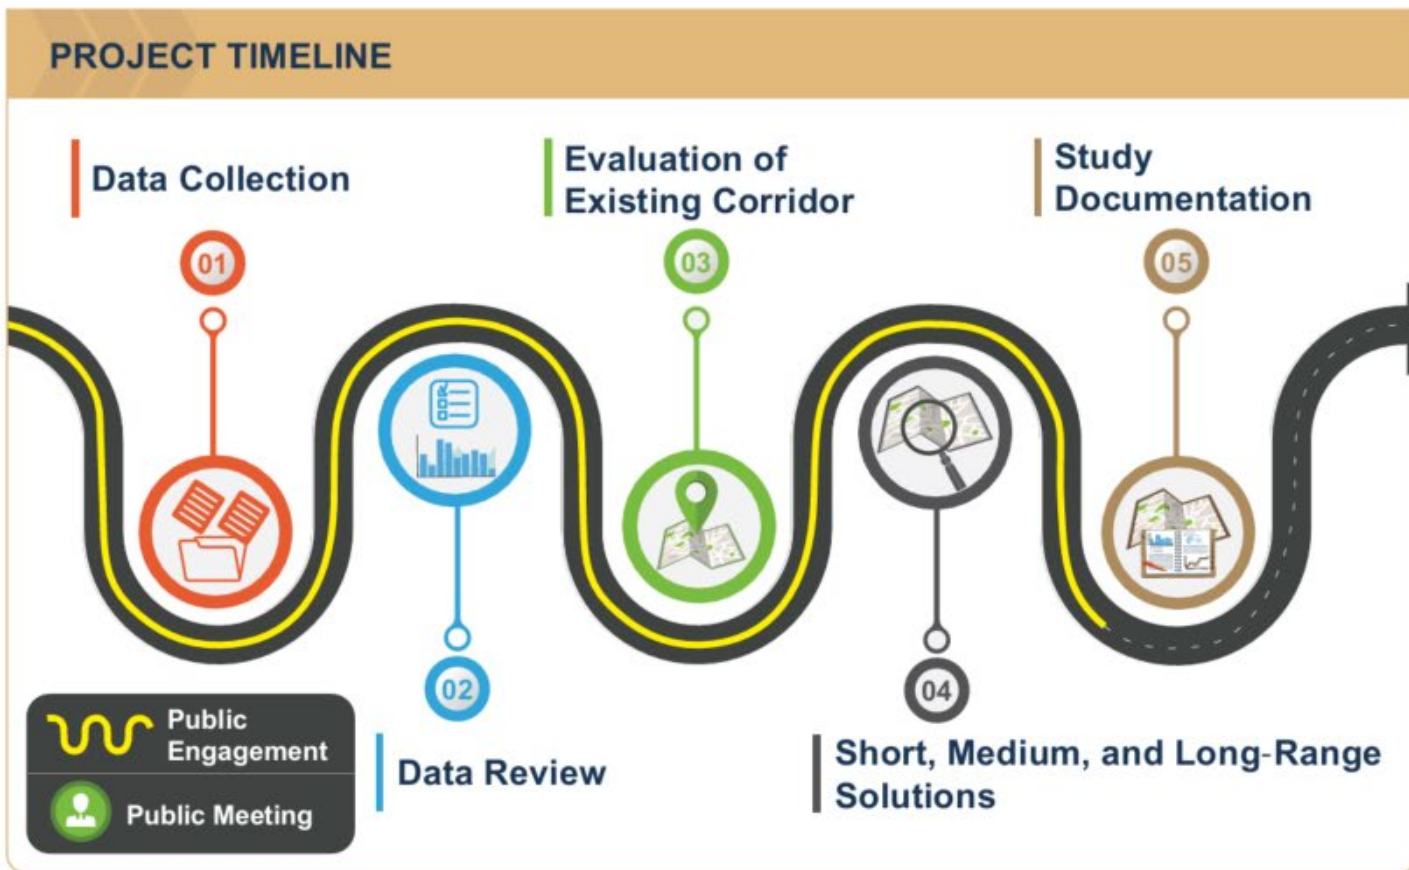 PROJECT TIMELINE
Data Collection
01
Evaluation of
Existing Corridor
03
Study
Documentation
05
02
Data Review
04
Short, Medium, and Long-Range
Solutions
Public
Engagement
Public Meeting